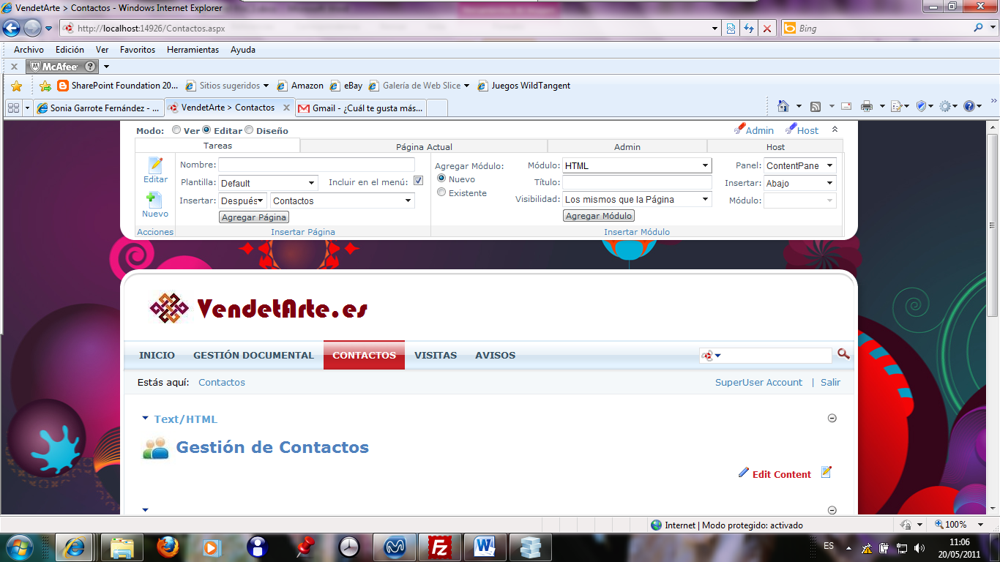 VendetArte > Contactos - Windows Internet Explorer
http://localhost:14926/Contactos.aspx
Bing
Archivo Edición Ver Favoritos Herramientas Ayuda
x McAfee ?
SharePoint Foundation 20... Sitios sugeridos Amazon eBay Galería de Web Slice Juegos WildTangent
Sonia Garrote Fernández - ... VendetArte > Contactos x Gmail - ¿Cuál te gusta más... »
Modo: Ver Editar Diseño Admin Host
Tareas Página Actual Admin Host
Editar
Nuevo
Acciones
Nombre:
Plantilla: Default Incluir en el menú:
Insertar: Después Contactos
Agregar Página
Insertar Página
Agregar Módulo:
Nuevo
Existente
Módulo: HTML
Título:
Visibilidad: Los mismos que la Página
Agregar Módulo
Panel: ContentPane
Insertar: Abajo
Módulo:
Insertar Módulo
VendetArte.es
INICIO GESTIÓN DOCUMENTAL CONTACTOS VISITAS AVISOS
Estás aquí: Contactos SuperUser Account | Salir
Text/HTML
Gestión de Contactos
Edit Content
Internet | Modo protegido: activado 100%
ES 11:06
20/05/2011